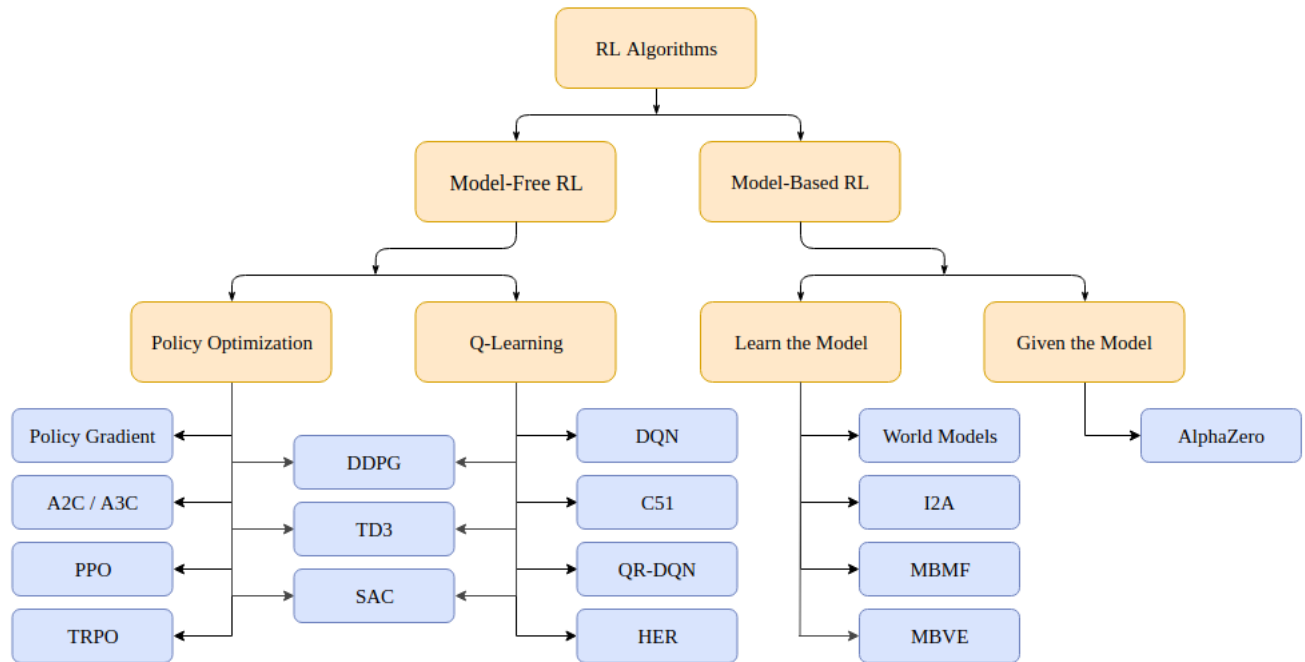 RL Algorithms
Model-Free RL
Model-Based RL
Policy Optimization
Q-Learning
Learn the Model
Given the Model
Policy Gradient
DDPG
DQN
World Models
AlphaZero
A2C / A3C
TD3
C51
I2A
PPO
SAC
QR-DQN
MBMF
TRPO
HER
MBVE